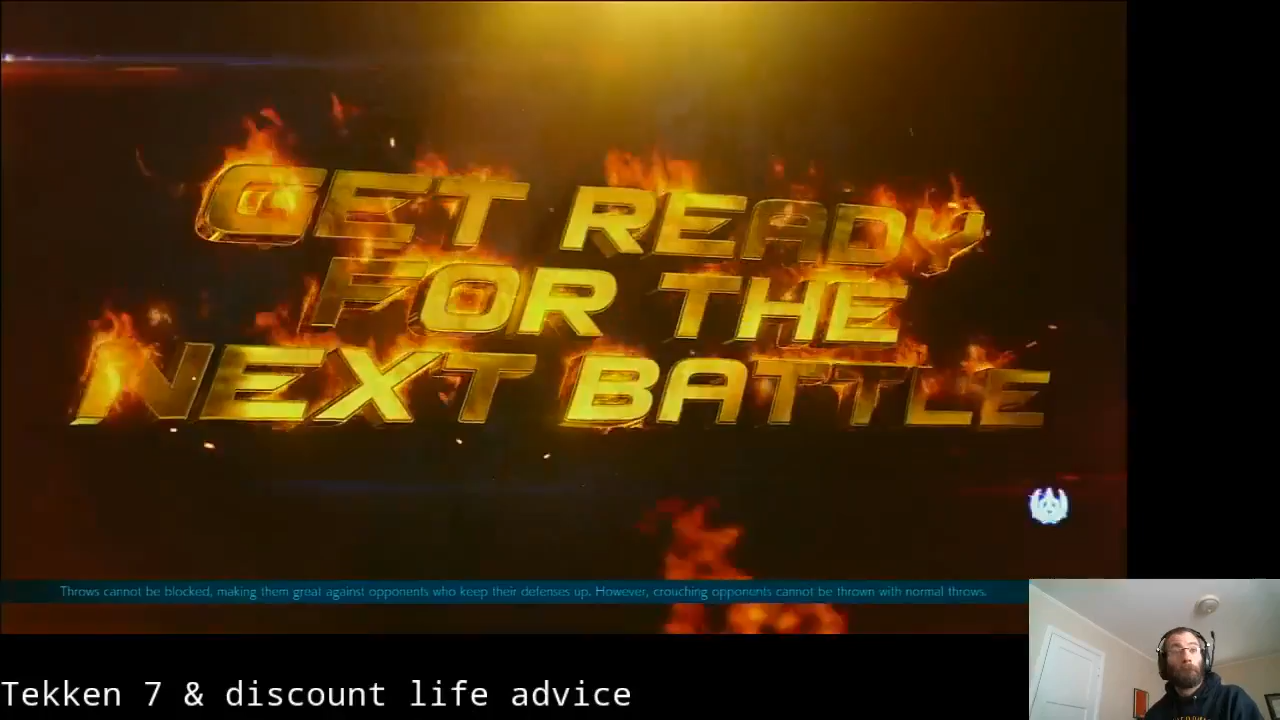 GET READY
FOR THE
NEXT BATTLE
Throws cannot be blocked, making them great against opponents who keep their defenses up. However, crouching opponents cannot be thrown with normal throws.
Tekken 7 & discount life advice